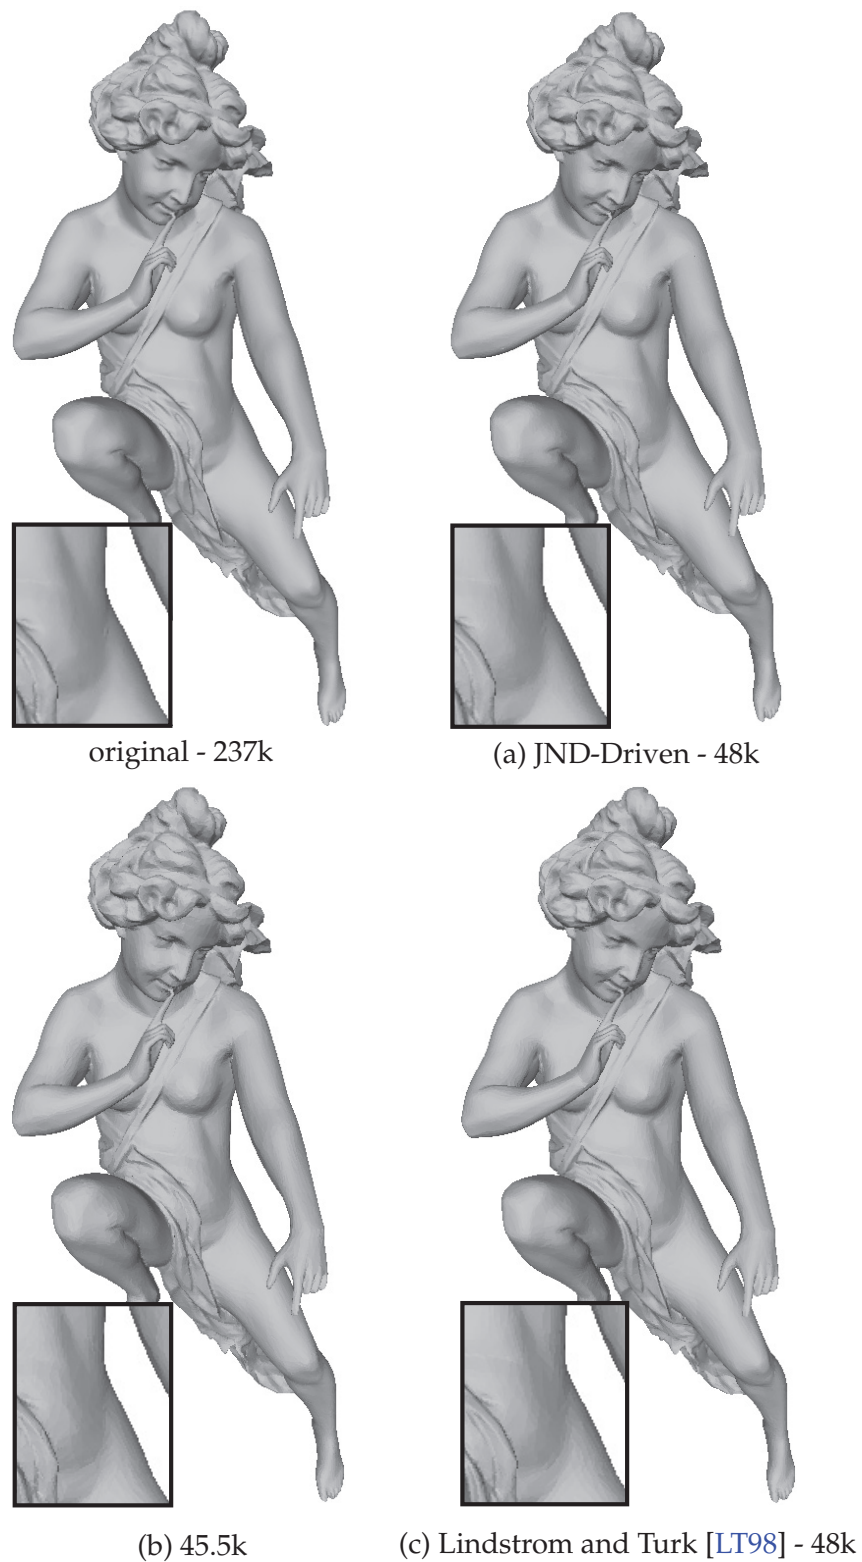 original - 237k
(a) JND-Driven - 48k
(b) 45.5k
(c) Lindstrom and Turk [LT98] - 48k